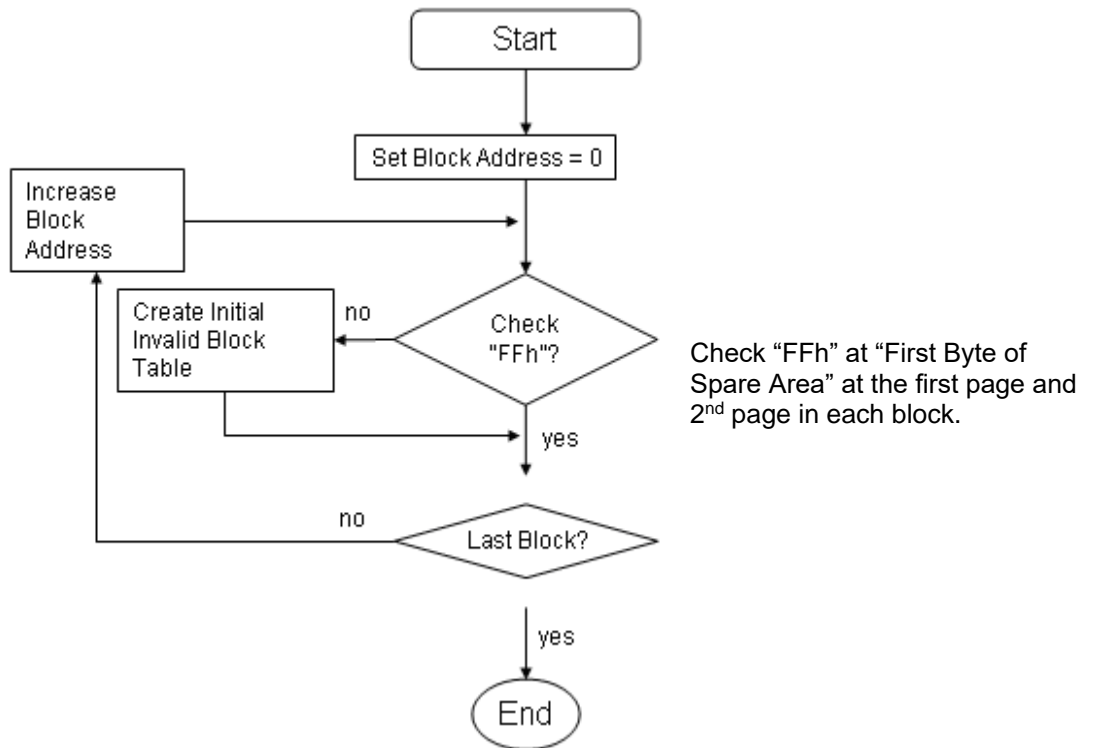 Start
Set Block Address = 0
Increase
Block
Address
Create Initial
Invalid Block
Table
no
Check
"FFh"?
Check “FFh” at “First Byte of
Spare Area” at the first page and
2nd page in each block.
yes
no
Last Block?
yes
End